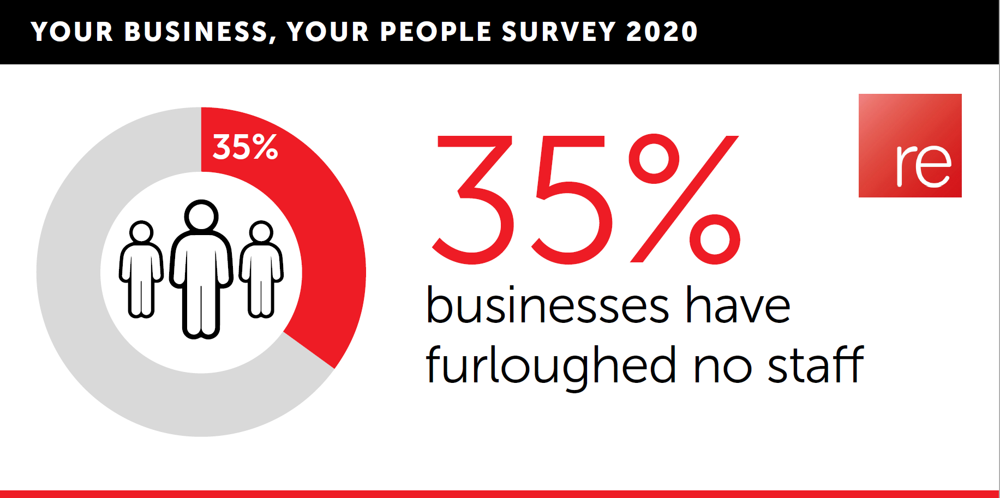 YOUR BUSINESS, YOUR PEOPLE SURVEY 2020
35%
35%
re
businesses have
furloughed no staff